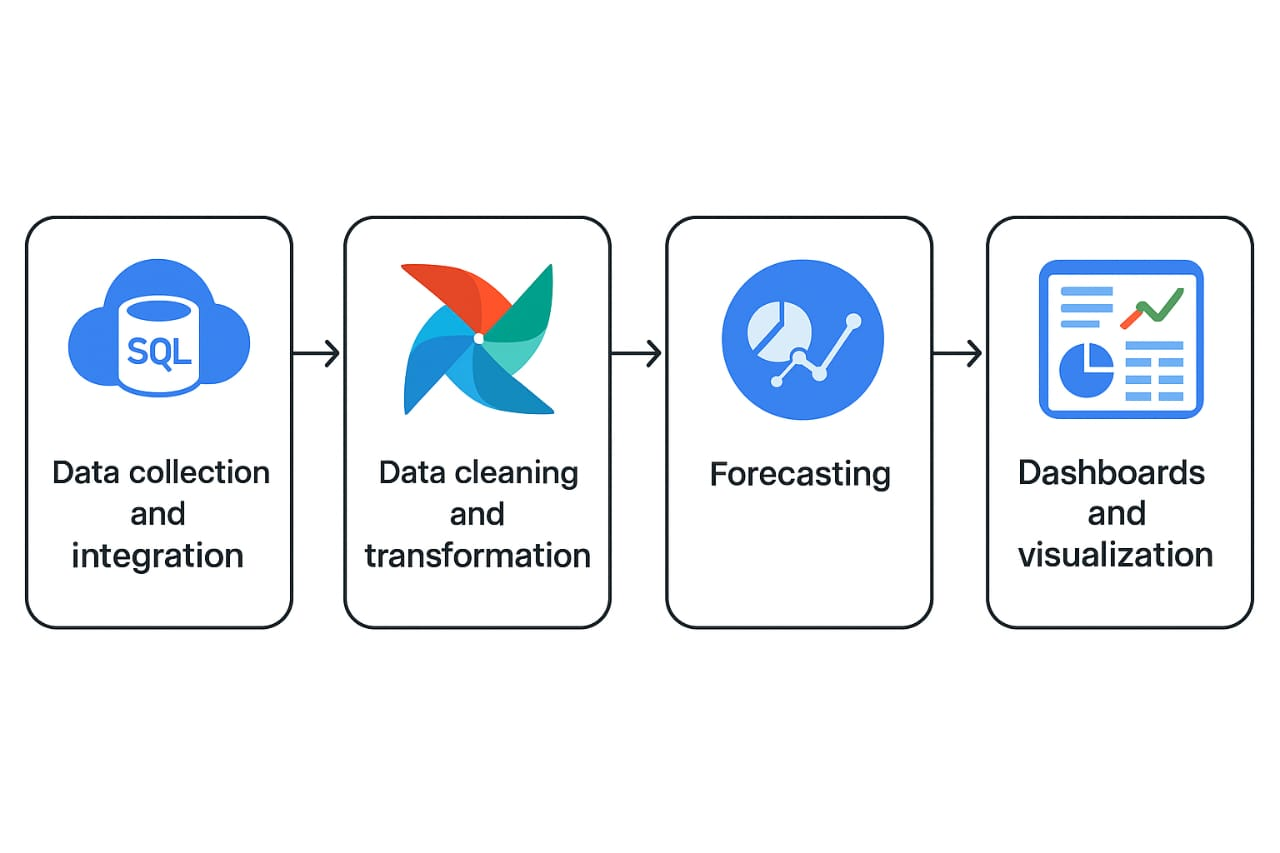 SQL
Data collection
and
integration
Data cleaning
and
transformation
Forecasting
Dashboards
and
visualization